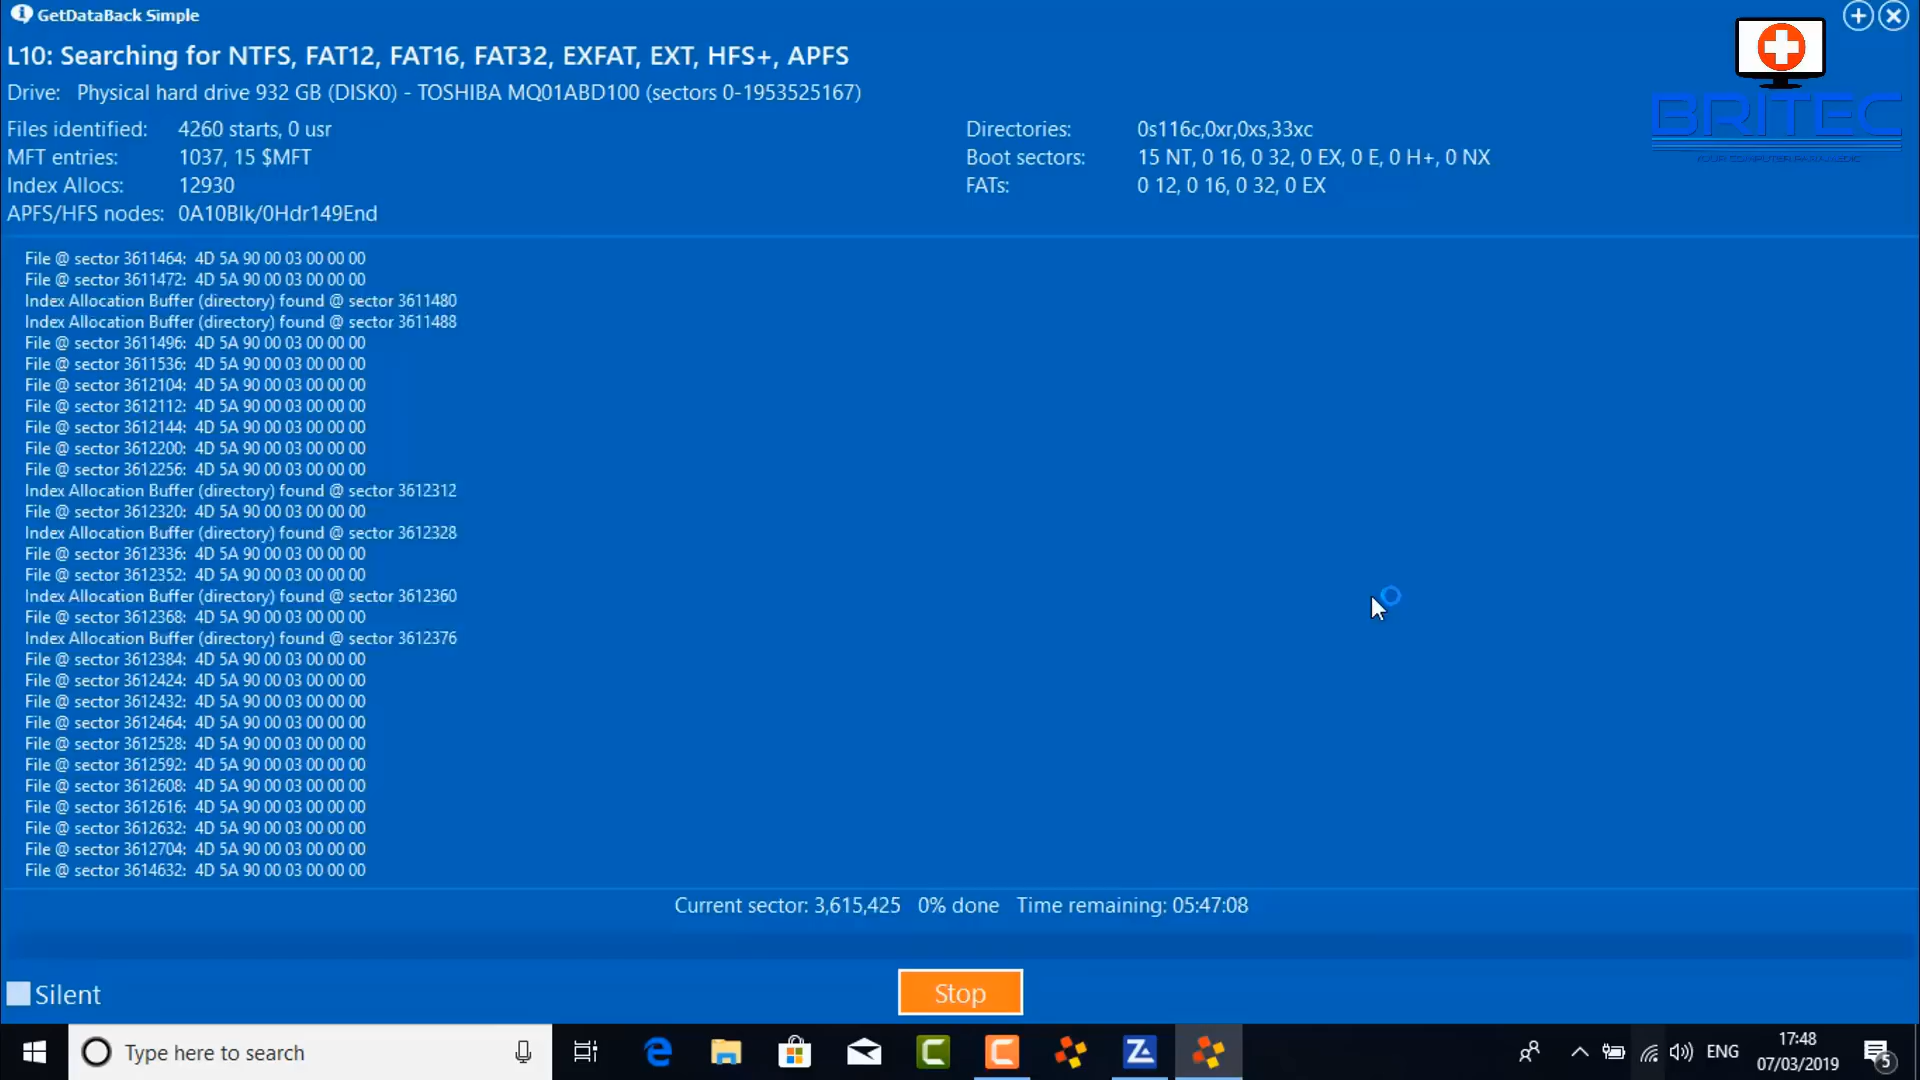 GetDataBack Simple
L10: Searching for NTFS, FAT12, FAT16, FAT32, EXFAT, EXT, HFS+, APFS
Drive: Physical hard drive 932 GB (DISK0) - TOSHIBA MQ01ABD100 (sectors 0-1953525167)
Files identified: 4260 starts, 0 usr
MFT entries: 1037, 15 $MFT
Index Allocs: 12930
APFS/HFS nodes: 0A10Blk/0Hdr149End
Directories: 0s116c,0xr,0xs,33xc
Boot sectors: 15 NT, 0 16, 0 32, 0 EX, 0 E, 0 H+, 0 NX
FATs: 0 12, 0 16, 0 32, 0 EX
BRITEC
YOUR COMPUTER PARAMEDIC
File @ sector 3611464: 4D 5A 90 00 03 00 00 00
File @ sector 3611472: 4D 5A 90 00 03 00 00 00
Index Allocation Buffer (directory) found @ sector 3611480
Index Allocation Buffer (directory) found @ sector 3611488
File @ sector 3611496: 4D 5A 90 00 03 00 00 00
File @ sector 3611536: 4D 5A 90 00 03 00 00 00
File @ sector 3612104: 4D 5A 90 00 03 00 00 00
File @ sector 3612112: 4D 5A 90 00 03 00 00 00
File @ sector 3612144: 4D 5A 90 00 03 00 00 00
File @ sector 3612200: 4D 5A 90 00 03 00 00 00
File @ sector 3612256: 4D 5A 90 00 03 00 00 00
Index Allocation Buffer (directory) found @ sector 3612312
File @ sector 3612320: 4D 5A 90 00 03 00 00 00
Index Allocation Buffer (directory) found @ sector 3612328
File @ sector 3612336: 4D 5A 90 00 03 00 00 00
File @ sector 3612352: 4D 5A 90 00 03 00 00 00
Index Allocation Buffer (directory) found @ sector 3612360
File @ sector 3612368: 4D 5A 90 00 03 00 00 00
Index Allocation Buffer (directory) found @ sector 3612376
File @ sector 3612384: 4D 5A 90 00 03 00 00 00
File @ sector 3612424: 4D 5A 90 00 03 00 00 00
File @ sector 3612432: 4D 5A 90 00 03 00 00 00
File @ sector 3612464: 4D 5A 90 00 03 00 00 00
File @ sector 3612528: 4D 5A 90 00 03 00 00 00
File @ sector 3612592: 4D 5A 90 00 03 00 00 00
File @ sector 3612608: 4D 5A 90 00 03 00 00 00
File @ sector 3612616: 4D 5A 90 00 03 00 00 00
File @ sector 3612632: 4D 5A 90 00 03 00 00 00
File @ sector 3612704: 4D 5A 90 00 03 00 00 00
File @ sector 3614632: 4D 5A 90 00 03 00 00 00
Current sector: 3,615,425 0% done Time remaining: 05:47:08
Silent
Stop
Type here to search
ENG
17:48
07/03/2019
5